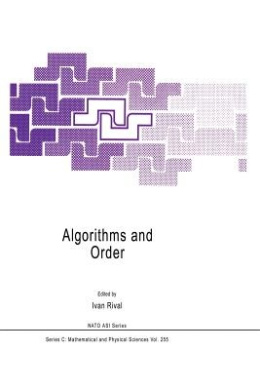 Algorithms and
Order
Edited by
Ivan Rival
NATO ASI Series
Series C: Mathematical and Physical Sciences Vol. 255